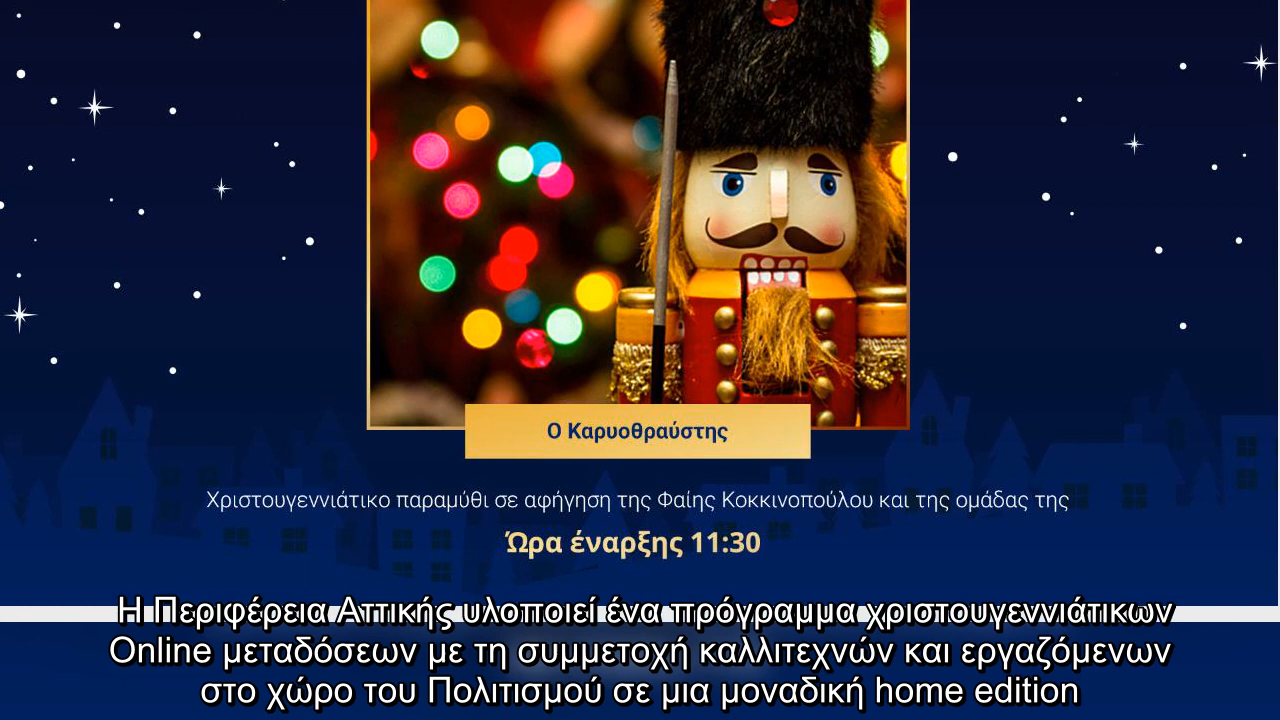 Ο Καρυοθραύστης
Χριστουγεννιάτικο παραμύθι σε αφήγηση της Φαίης Κοκκινοπούλου και της ομάδας της
Ώρα έναρξης 11:30
Η Περιφέρεια Αττικής υλοποιεί ένα πρόγραμμα χριστουγεννιάτικων
Online μεταδόσεων με τη συμμετοχή καλλιτεχνών και εργαζόμενων
στο χώρο του Πολιτισμού σε μια μοναδική home edition